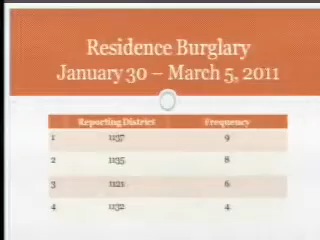 Residence Burglary
January 30 – March 5, 2011
Reporting District Frequency
1 1137 9
2 1135 8
3 1121 6
4 1132 4